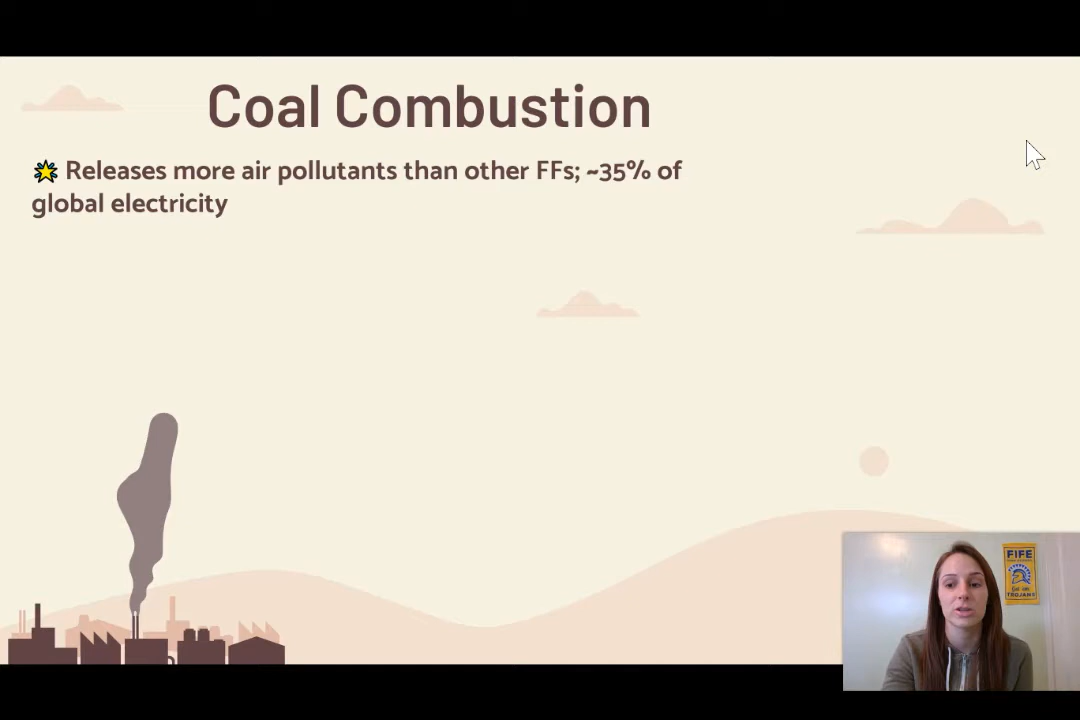 Coal Combustion
Releases more air pollutants than other FFs; ~35% of
global electricity
FIFE
TROJANS